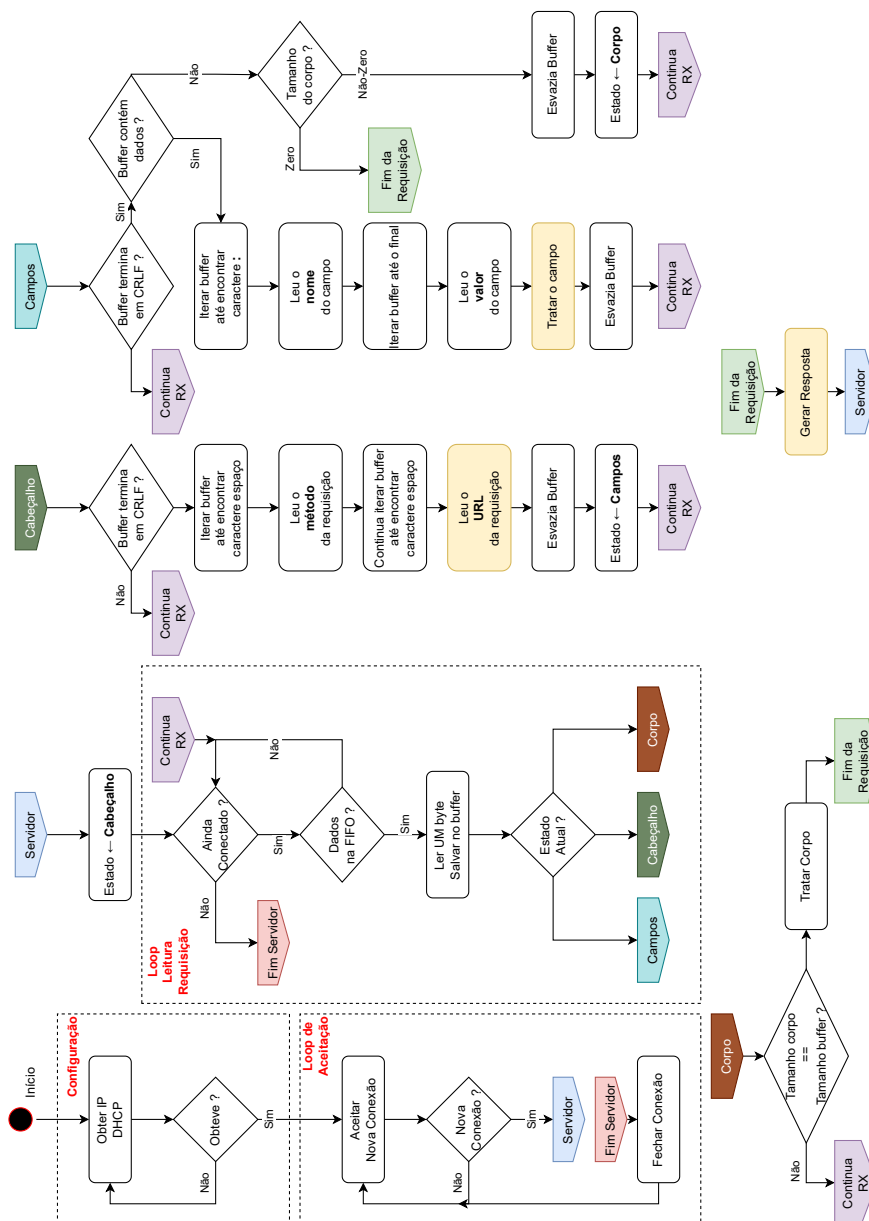 Início
Configuração
Obter IP
DHCP
Obteve ?
Não
Sim
Loop de
Aceitação
Aceitar
Nova Conexão
Nova
Conexão ?
Não
Sim
Servidor
Fim Servidor
Fechar Conexão
Servidor
Estado ← Cabeçalho
Loop
Leitura
Requisição
Continua
RX
Ainda
Conectado ?
Não
Sim
Fim Servidor
Dados
na FIFO ?
Não
Sim
Ler UM byte
Salvar no buffer
Estado
Atual ?
Campos
Cabeçalho
Corpo
Cabeçalho
Buffer termina
em CRLF ?
Não
Continua
RX
Iterar buffer
até encontrar
caractere espaço
Leu o
método
da requisição
Continua iterar buffer
até encontrar
caractere espaço
Leu o
URL
da requisição
Esvazia Buffer
Estado ← Campos
Continua
RX
Campos
Buffer termina
em CRLF ?
Continua
RX
Sim
Buffer contém
dados ?
Sim
Não
Iterar buffer
até encontrar
caractere :
Leu o
nome
do campo
Iterar buffer até o final
Leu o
valor
do campo
Tratar o campo
Esvazia Buffer
Continua
RX
Tamanho
do corpo ?
Zero
Não-Zero
Fim da
Requisição
Esvazia Buffer
Estado ← Corpo
Continua
RX
Corpo
Tamanho corpo
==
Tamanho buffer ?
Não
Continua
RX
Tratar Corpo
Fim da
Requisição
Fim da
Requisição
Gerar Resposta
Servidor